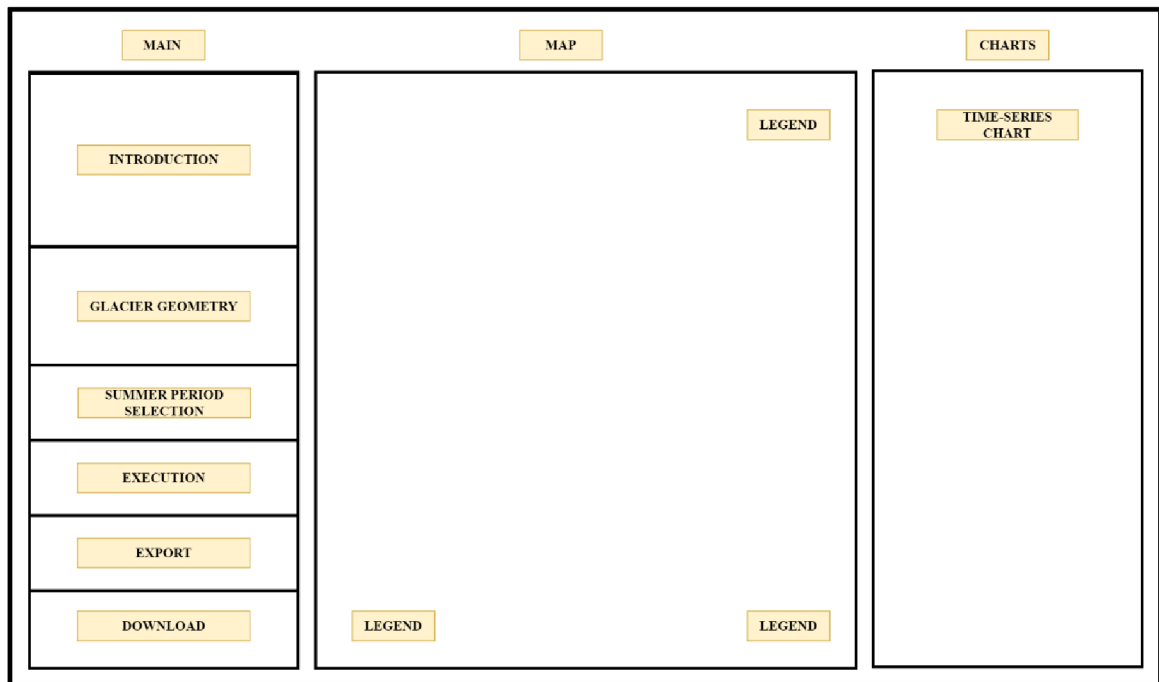 MAIN
MAP
CHARTS
INTRODUCTION
GLACIER GEOMETRY
SUMMER PERIOD
SELECTION
EXECUTION
EXPORT
DOWNLOAD
LEGEND
LEGEND
LEGEND
TIME-SERIES
CHART